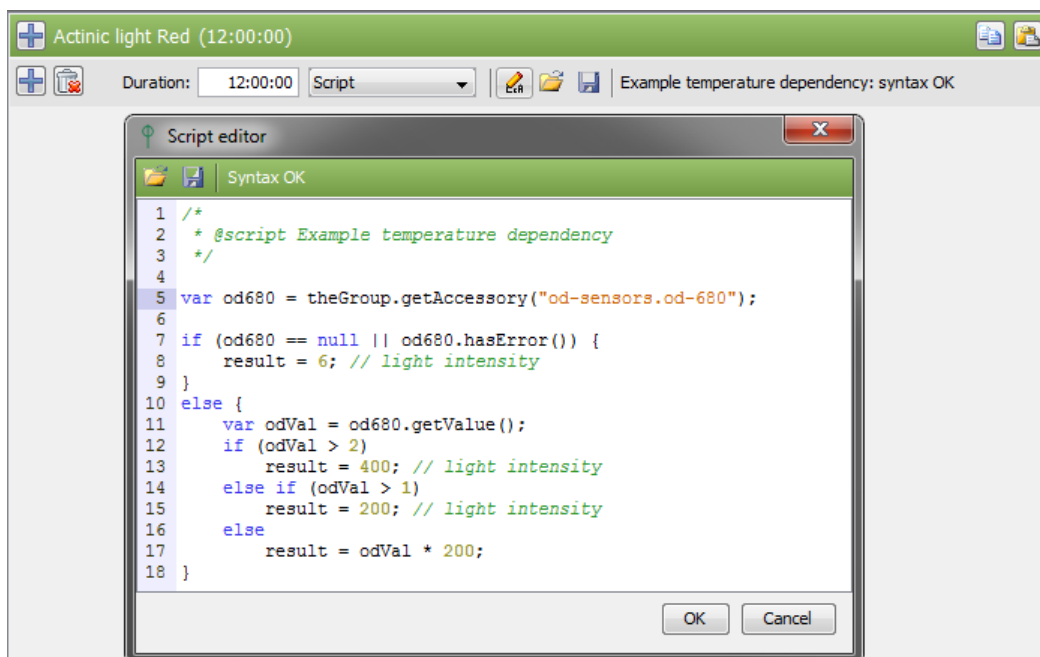 Actinic light Red (12:00:00)
Duration: 12:00:00 Script Example temperature dependency: syntax OK
Script editor
Syntax OK
1 /*
2  * @script Example temperature dependency
3  */
4
5 var od680 = theGroup.getAccessory("od-sensors.od-680");
6
7 if (od680 == null || od680.hasError()) {
8     result = 6; // light intensity
9 }
10 else {
11     var odVal = od680.getValue();
12     if (odVal > 2)
13         result = 400; // light intensity
14     else if (odVal > 1)
15         result = 200; // light intensity
16     else
17         result = odVal * 200;
18 }
OK Cancel